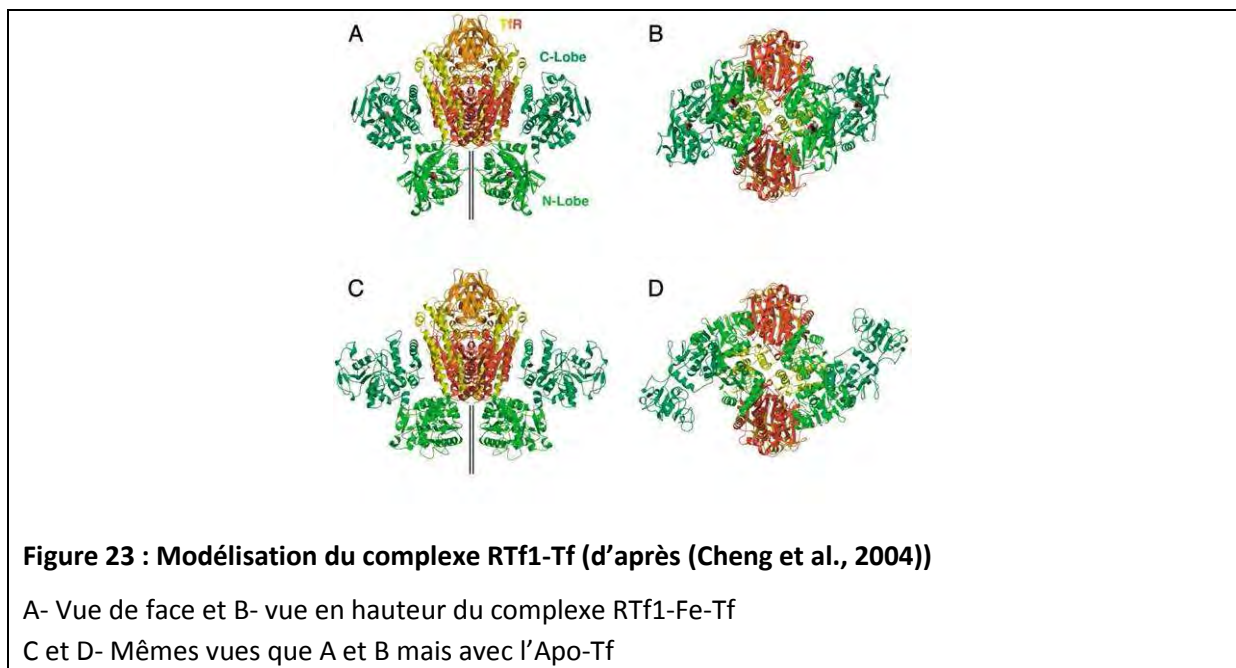 A TfR B
C-Lobe
N-Lobe
C D
Figure 23 : Modélisation du complexe RTf1-Tf (d’après (Cheng et al., 2004))
A- Vue de face et B- vue en hauteur du complexe RTf1-Fe-Tf
C et D- Mêmes vues que A et B mais avec l’Apo-Tf